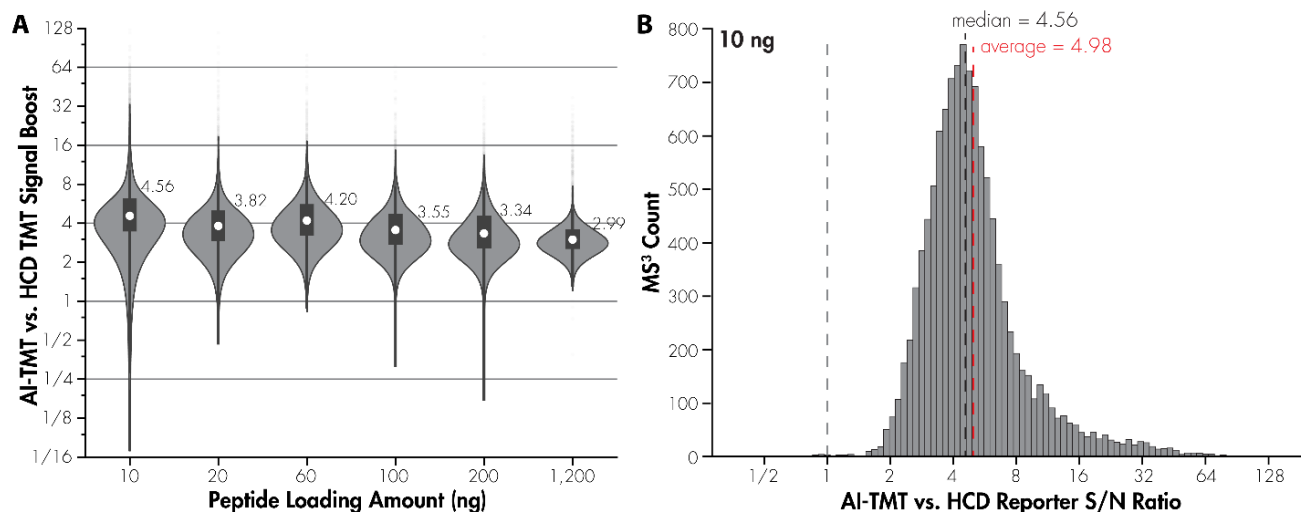 A
AI-TMT vs. HCD TMT Signal Boost
128
64
32
16
8
4
2
1
1/2
1/4
1/8
1/16
4.56
3.82
4.20
3.55
3.34
2.99
10 20 60 100 200 1,200
Peptide Loading Amount (ng)
B
10 ng
median = 4.56
average = 4.98
MS³ Count
800
700
600
500
400
300
200
100
0
1/2 2 4 8 16 32 64 128
AI-TMT vs. HCD Reporter S/N Ratio